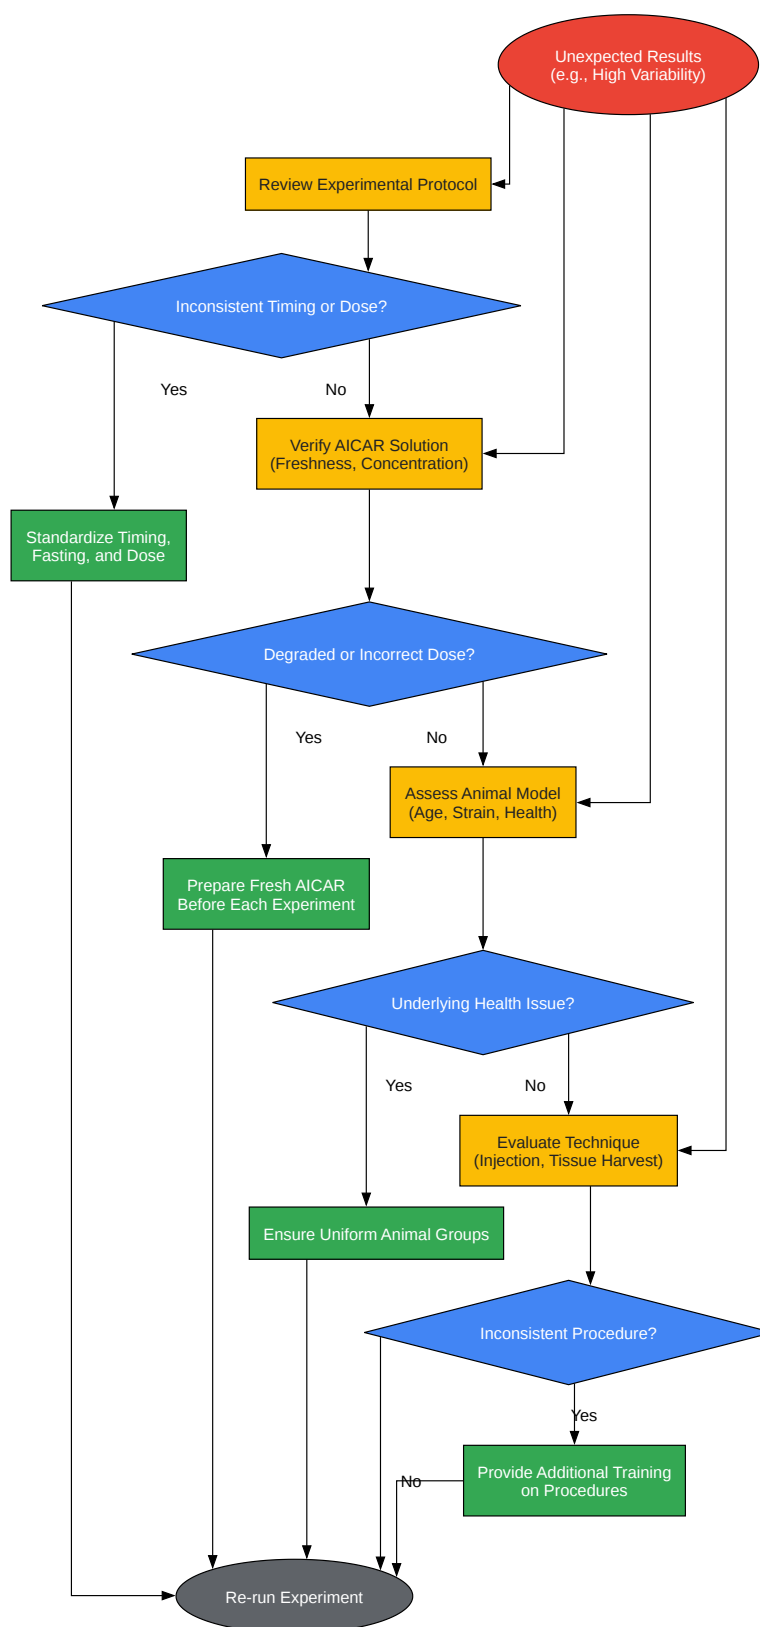 Unexpected Results
(e.g., High Variability)
Review Experimental Protocol
Inconsistent Timing or Dose?
Yes
No
Verify AICAR Solution
(Freshness, Concentration)
Standardize Timing,
Fasting, and Dose
Degraded or Incorrect Dose?
Yes
No
Assess Animal Model
(Age, Strain, Health)
Prepare Fresh AICAR
Before Each Experiment
Underlying Health Issue?
Yes
No
Evaluate Technique
(Injection, Tissue Harvest)
Ensure Uniform Animal Groups
Inconsistent Procedure?
Yes
Provide Additional Training
on Procedures
No
Re-run Experiment